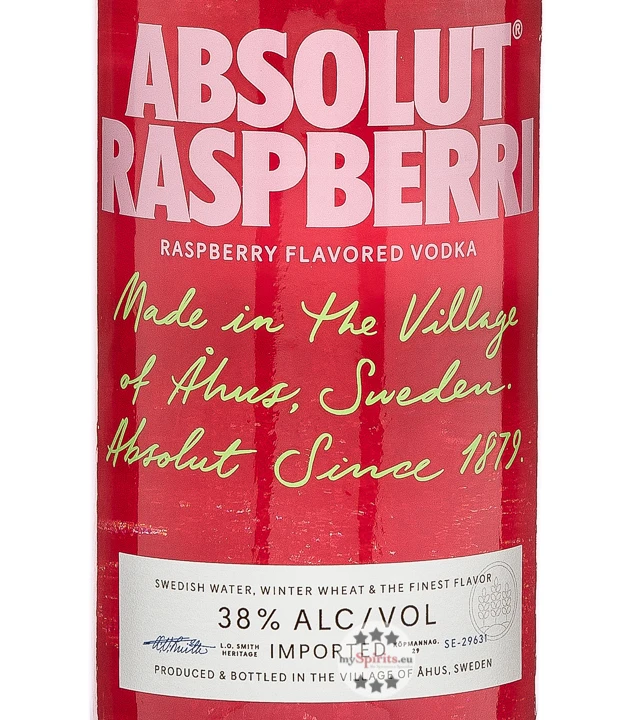 ABSOLUT®
RASPBERRI
RASPBERRY FLAVORED VODKA
Made in the Village
of Åhus, Sweden.
Absolut Since 1879.
SWEDISH WATER, WINTER WHEAT & THE FINEST FLAVOR
38% ALC/VOL
L.O. SMITH HERITAGE IMPORTED KÖPMANNAG. 29 SE-29631
mySpirits.eu
PRODUCED & BOTTLED IN THE VILLAGE OF ÅHUS, SWEDEN